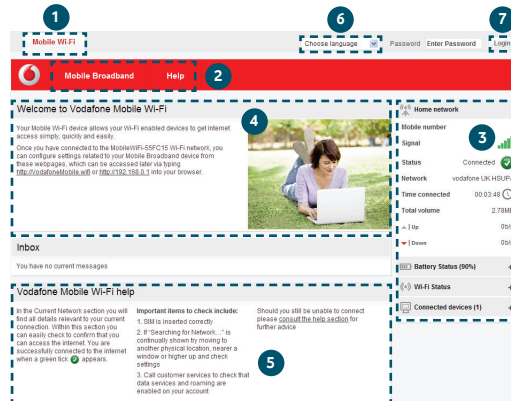 1
6
7
Mobile Wi-Fi
Choose language
Password
Enter Password
Login
Mobile Broadband
Help
2
Welcome to Vodafone Mobile Wi-Fi
4
Your Mobile Wi-Fi device allows your Wi-Fi enabled devices to get internet
access simply, quickly and easily.
Once you have connected to the MobileWiFi-55FC15 Wi-Fi network, you
can configure settings related to your Mobile Broadband device from
these webpages, which can be accessed later via typing
http://VodafoneMobile.wifi or http://192.168.0.1 into your browser.
Home network
Mobile number
3
Signal
Status Connected
Network vodafone UK HSUPA
Time connected 00:03:48
Total volume 2.78MB
Up 0b/s
Down 0b/s
Battery Status (90%) +
Wi-Fi Status +
Connected devices (1) +
Inbox
You have no current messages
Vodafone Mobile Wi-Fi help
In the Current Network section you will
find all details relevant to your current
connection. Within this section you
can easily check to confirm that you
can access the internet. You are
successfully connected to the internet
when a green tick appears.
Important items to check include:
1. SIM is inserted correctly
2. If "Searching for Network..." is
continually shown try moving to
another physical location, nearer a
window or higher up and check
settings
3. Call customer services to check that
data services and roaming are
enabled on your account
Should you still be unable to connect
please consult the help section for
further advice
5